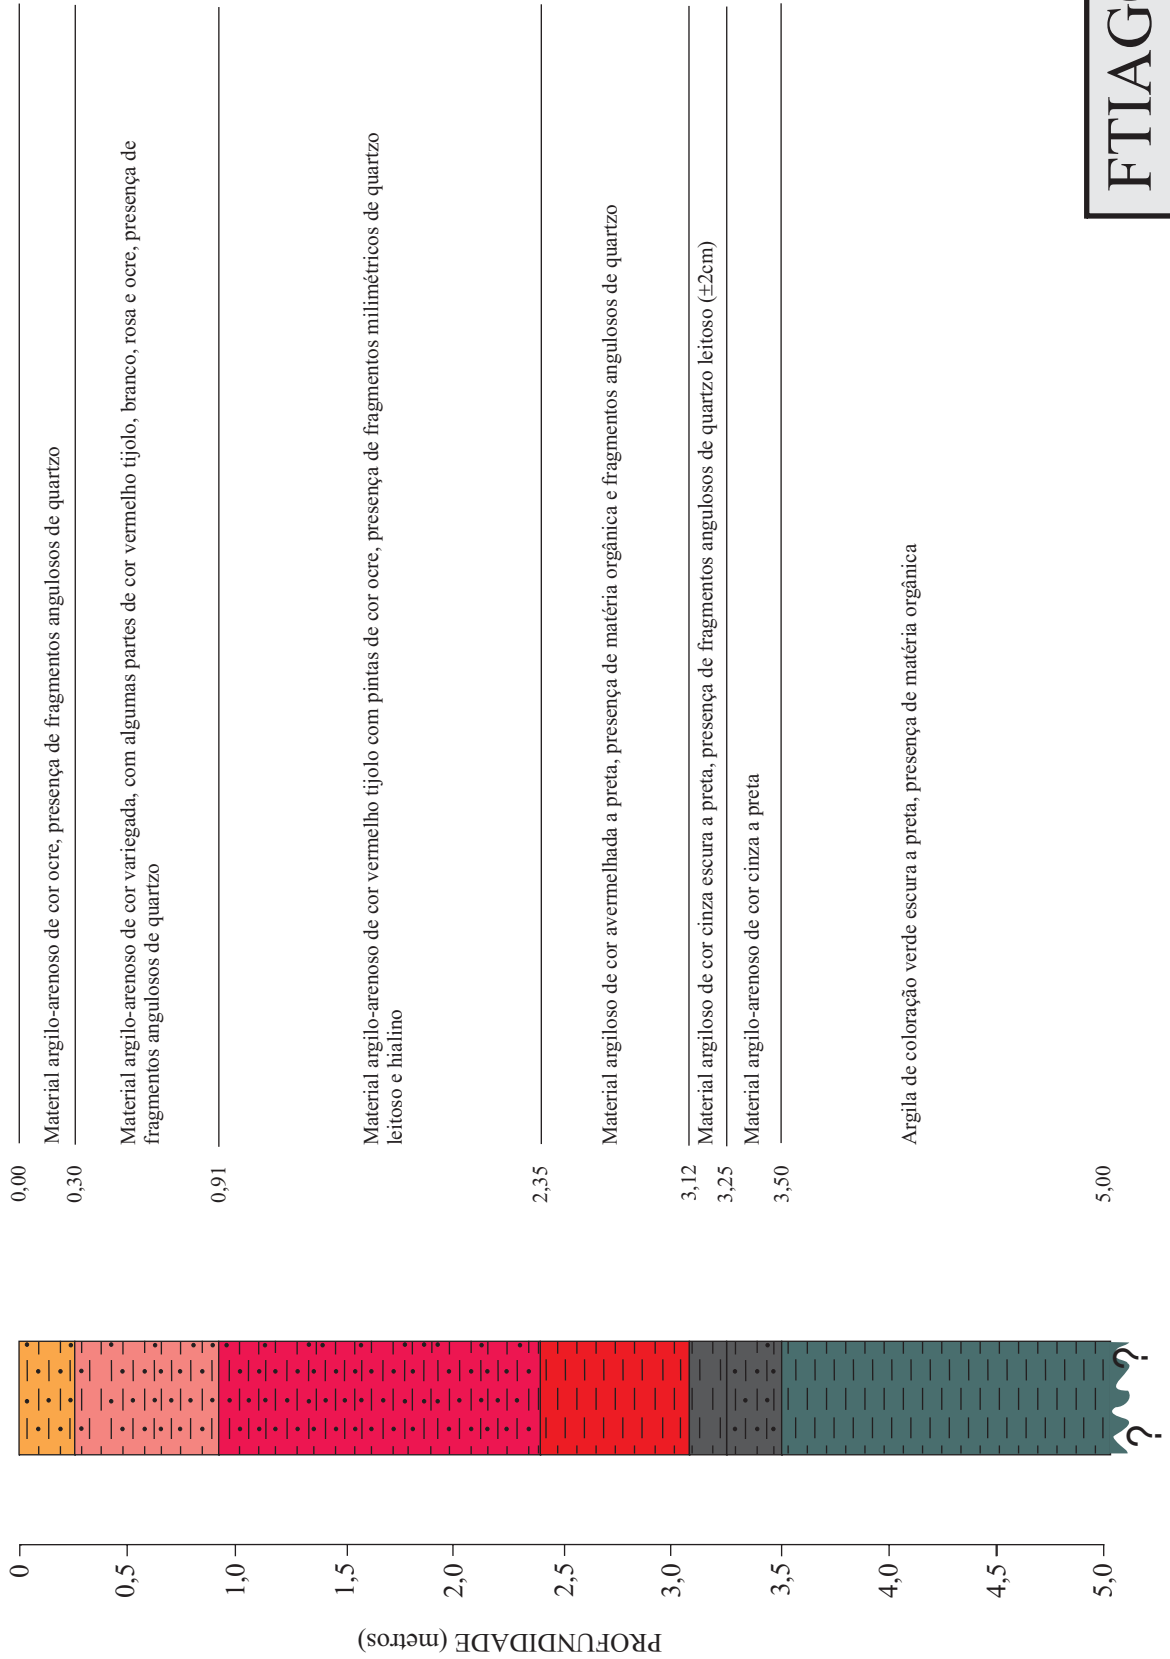 PROFUNDIDADE (metros)
0
0,5
1,0
1,5
2,0
2,5
3,0
3,5
4,0
4,5
5,0
?
?
0,00
0,30
0,91
2,35
3,12
3,25
3,50
5,00
Material argilo-arenoso de cor ocre, presença de fragmentos angulosos de quartzo
Material argilo-arenoso de cor variegada, com algumas partes de cor vermelho tijolo, branco, rosa e ocre, presença de
fragmentos angulosos de quartzo
Material argilo-arenoso de cor vermelho tijolo com pintas de cor ocre, presença de fragmentos milimétricos de quartzo
leitoso e hialino
Material argiloso de cor avermelhada a preta, presença de matéria orgânica e fragmentos angulosos de quartzo
Material argiloso de cor cinza escura a preta, presença de fragmentos angulosos de quartzo leitoso (±2cm)
Material argilo-arenoso de cor cinza a preta
Argila de coloração verde escura a preta, presença de matéria orgânica